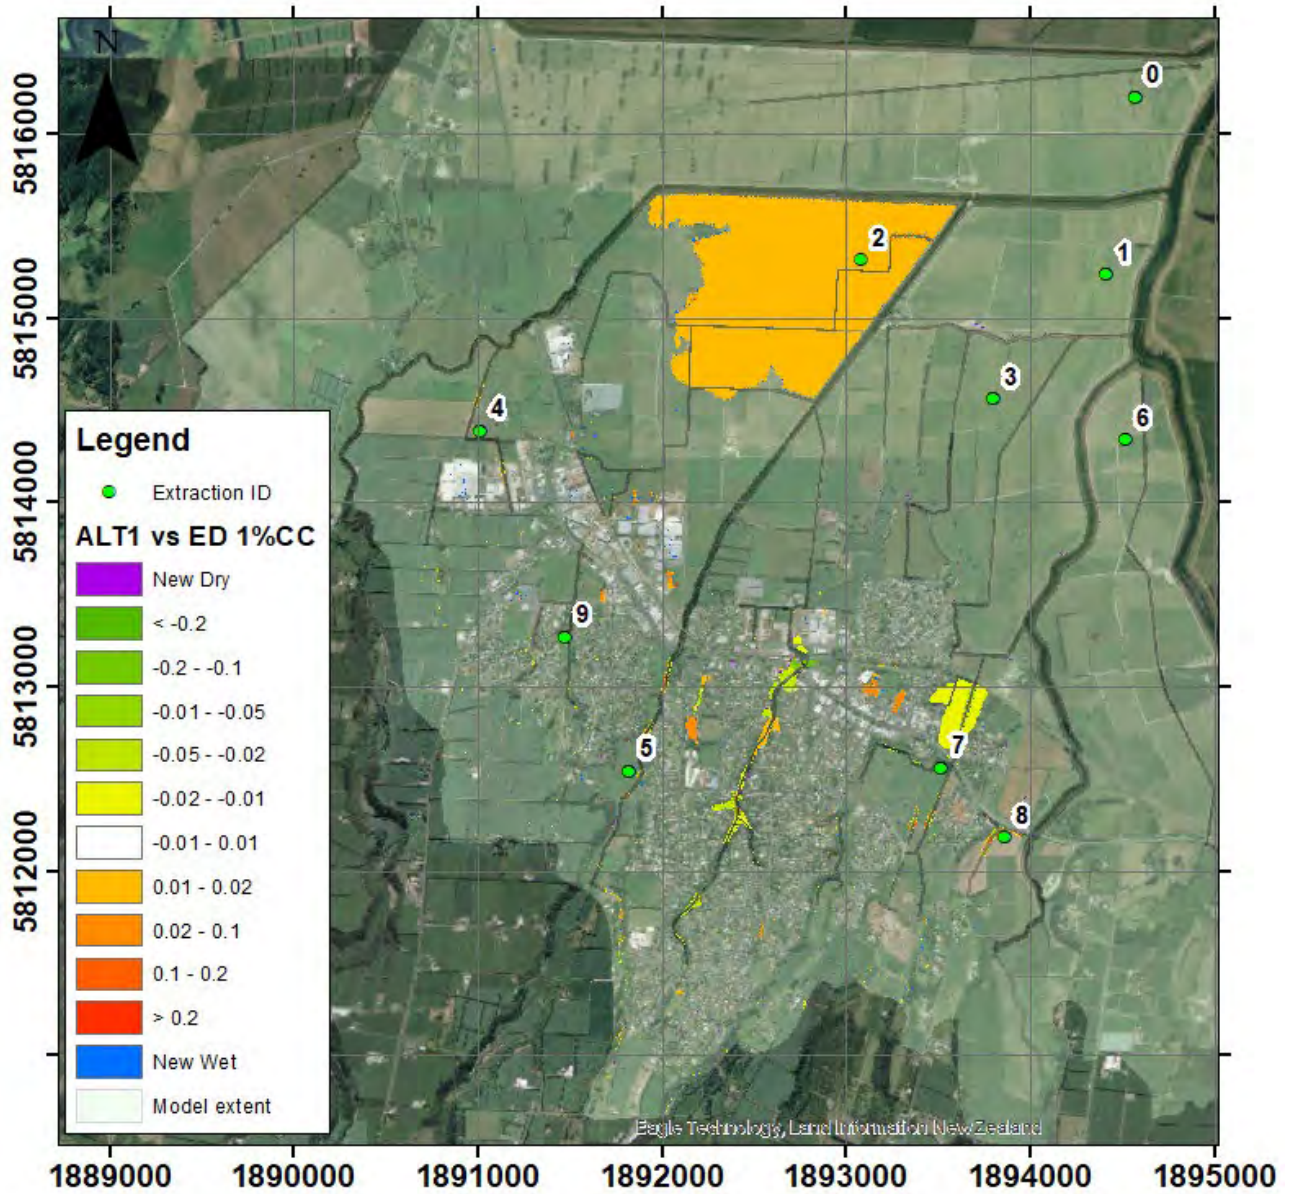 N
0
1
2
3
4
5
6
7
8
9
5816000
5815000
5814000
5813000
5812000
Legend
Extraction ID
ALT1 vs ED 1%CC
New Dry
< -0.2
-0.2 - -0.1
-0.01 - -0.05
-0.05 - -0.02
-0.02 - -0.01
-0.01 - 0.01
0.01 - 0.02
0.02 - 0.1
0.1 - 0.2
> 0.2
New Wet
Model extent
Eagle Technology, Land Information New Zealand
1889000 1890000 1891000 1892000 1893000 1894000 1895000